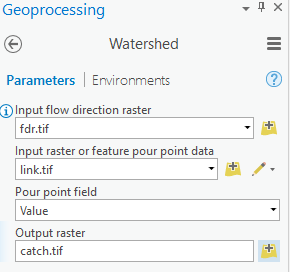 Geoprocessing
Watershed
Parameters | Environments
Input flow direction raster
fdr.tif
Input raster or feature pour point data
link.tif
Pour point field
Value
Output raster
catch.tif